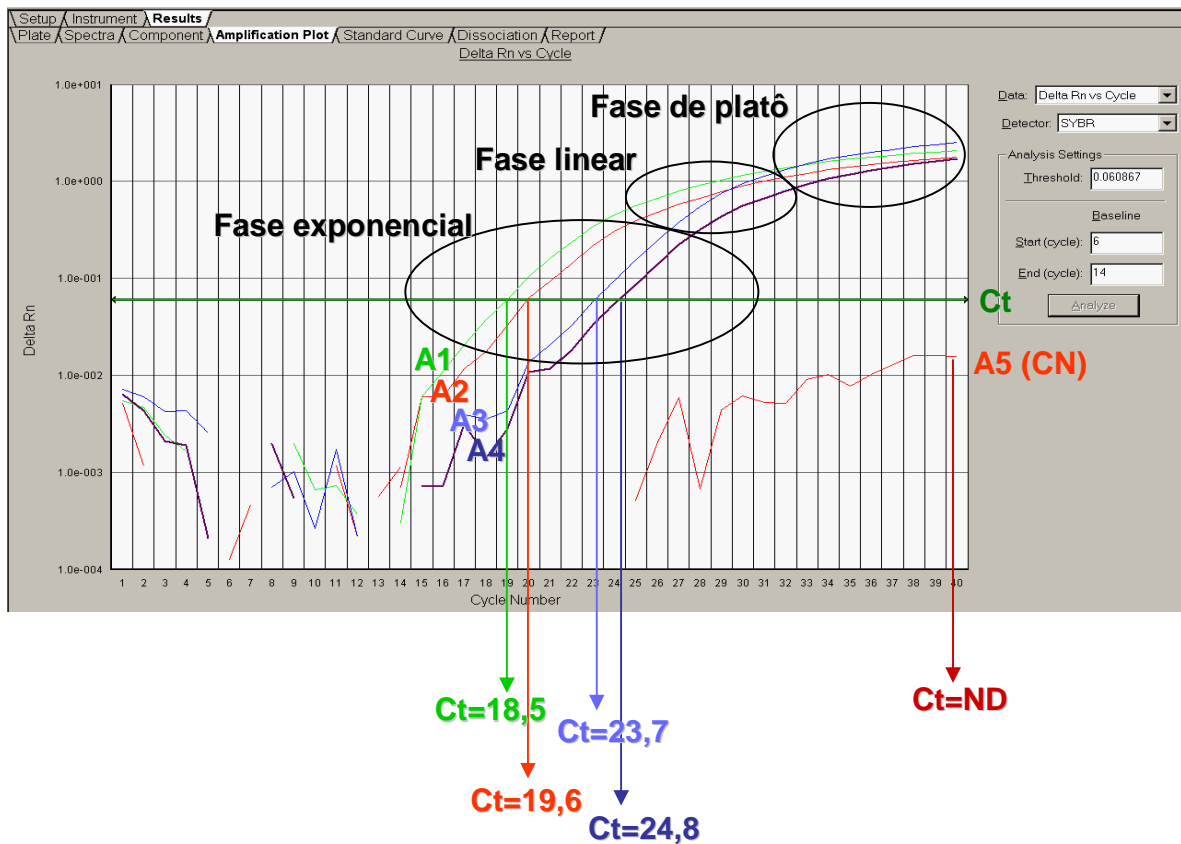 Setup Instrument Results
Plate Spectra Component Amplification Plot Standard Curve Dissociation Report
Delta Rn vs Cycle
1.0e+001
Data: Delta Rn vs Cycle
Fase de platô
Detector: SYBR
Fase linear
Analysis Settings
1.0e+000
Threshold: 0.060867
Fase exponencial
Baseline
Start (cycle): 6
1.0e-001
End (cycle): 14
Ct
Analyze
Delta Rn
A1
A5 (CN)
1.0e-002
A2
A3
A4
1.0e-003
1.0e-004
1 2 3 4 5 6 7 8 9 10 11 12 13 14 15 16 17 18 19 20 21 22 23 24 25 26 27 28 29 30 31 32 33 34 35 36 37 38 39 40
Cycle Number
Ct=ND
Ct=18,5
Ct=23,7
Ct=19,6
Ct=24,8